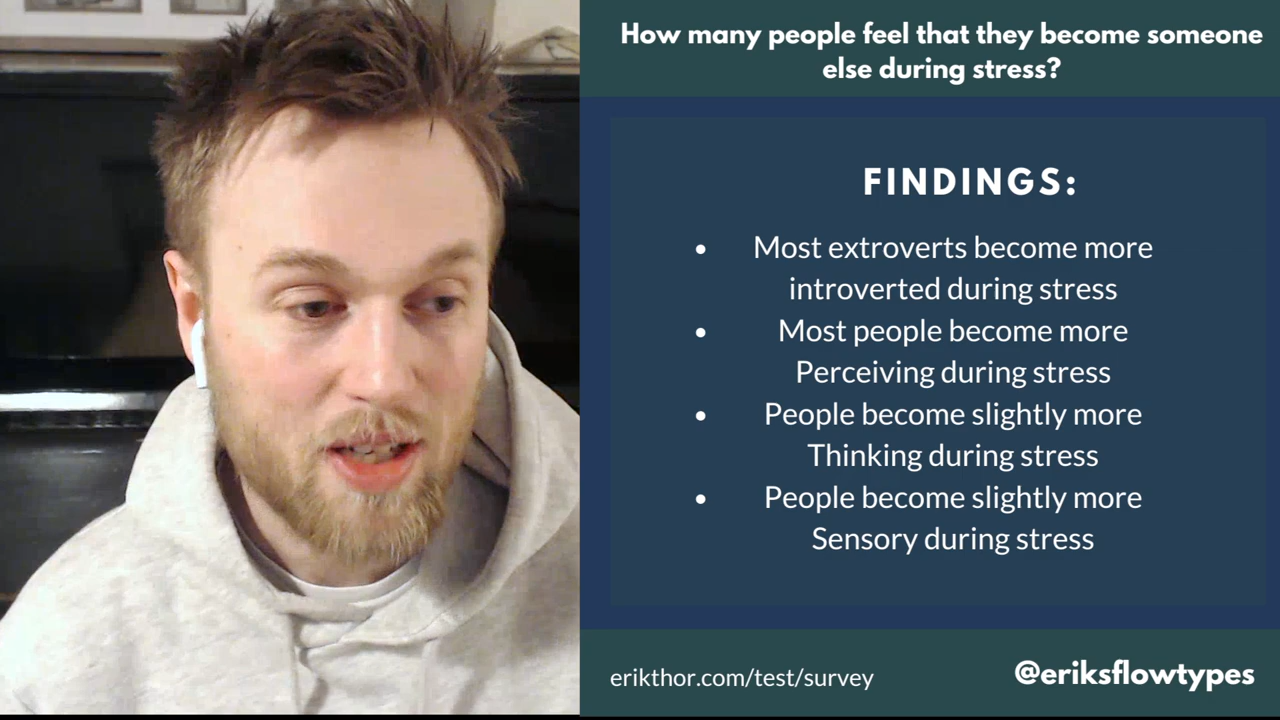 How many people feel that they become someone
else during stress?
FINDINGS:
• Most extroverts become more
introverted during stress
• Most people become more
Perceiving during stress
• People become slightly more
Thinking during stress
• People become slightly more
Sensory during stress
erikthor.com/test/survey
@eriksflowtypes